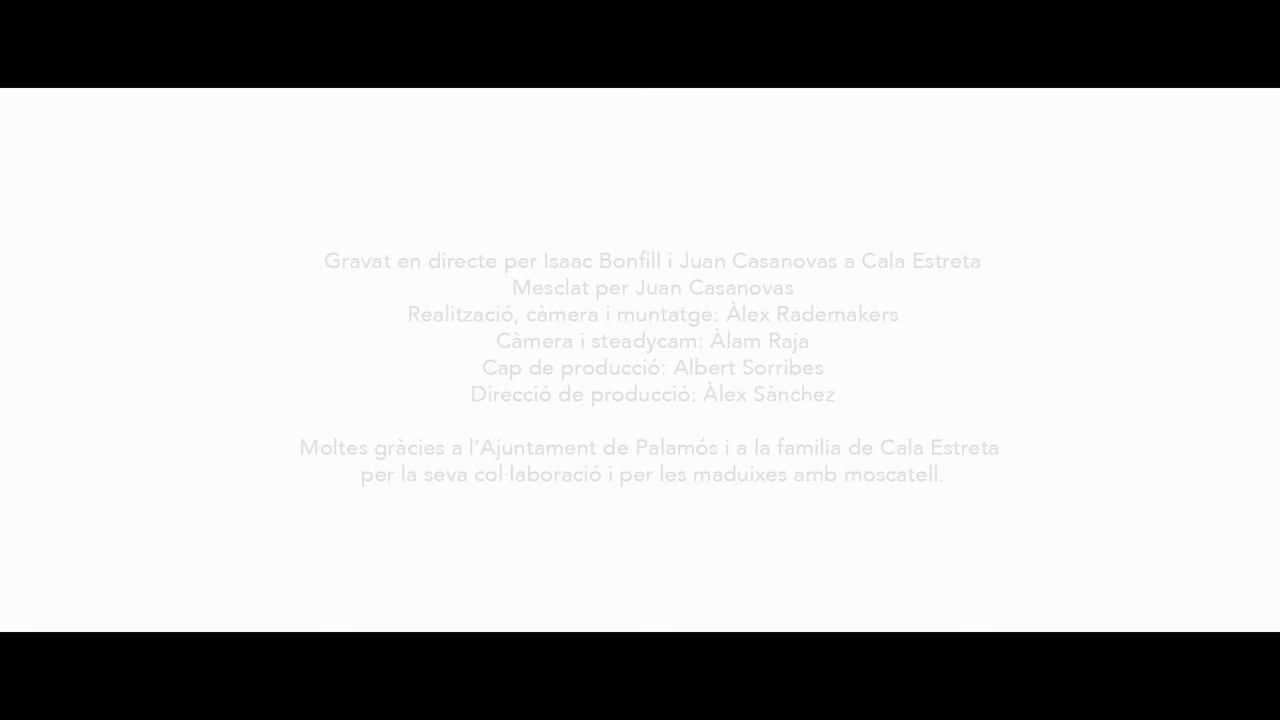 Gravat en directe per Isaac Bonfill i Juan Casanovas a Cala Estreta
Mesclat per Juan Casanovas
Realització, càmera i muntatge: Àlex Rademakers
Càmera i steadycam: Àlam Raja
Cap de producció: Albert Sorribes
Direcció de producció: Àlex Sànchez
Moltes gràcies a l'Ajuntament de Palamós i a la familia de Cala Estreta
per la seva col·laboració i per les maduixes amb moscatell.